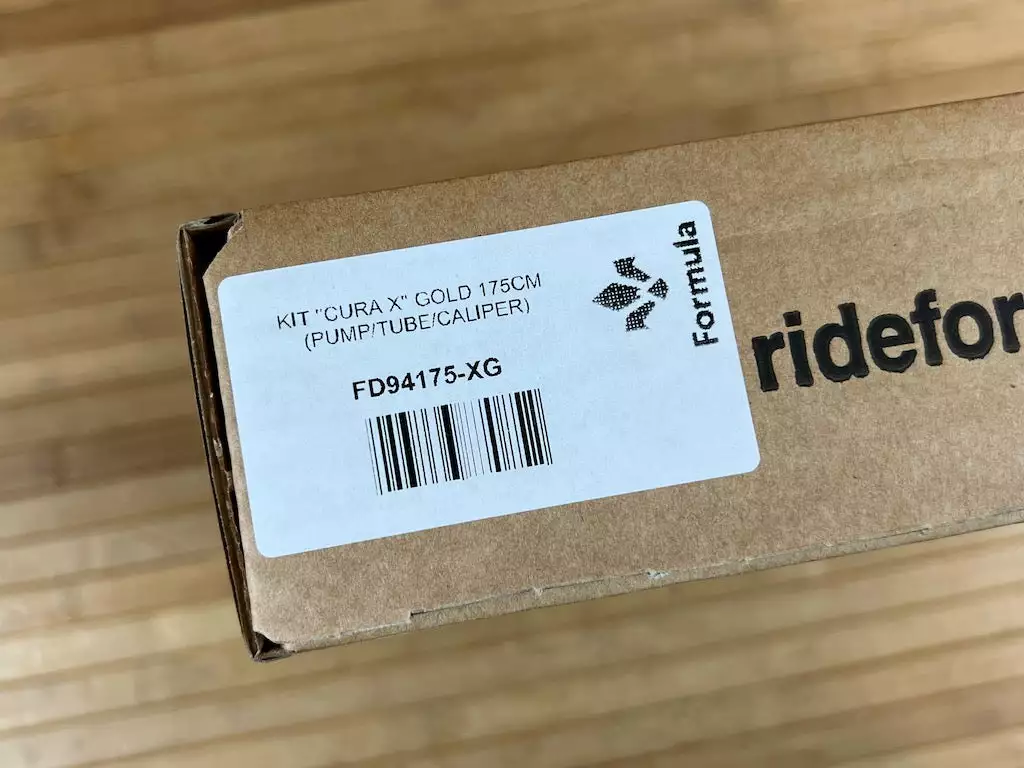 KIT "CURA X" GOLD 175CM
(PUMP/TUBE/CALIPER)
FD94175-XG
Formula
ridefor